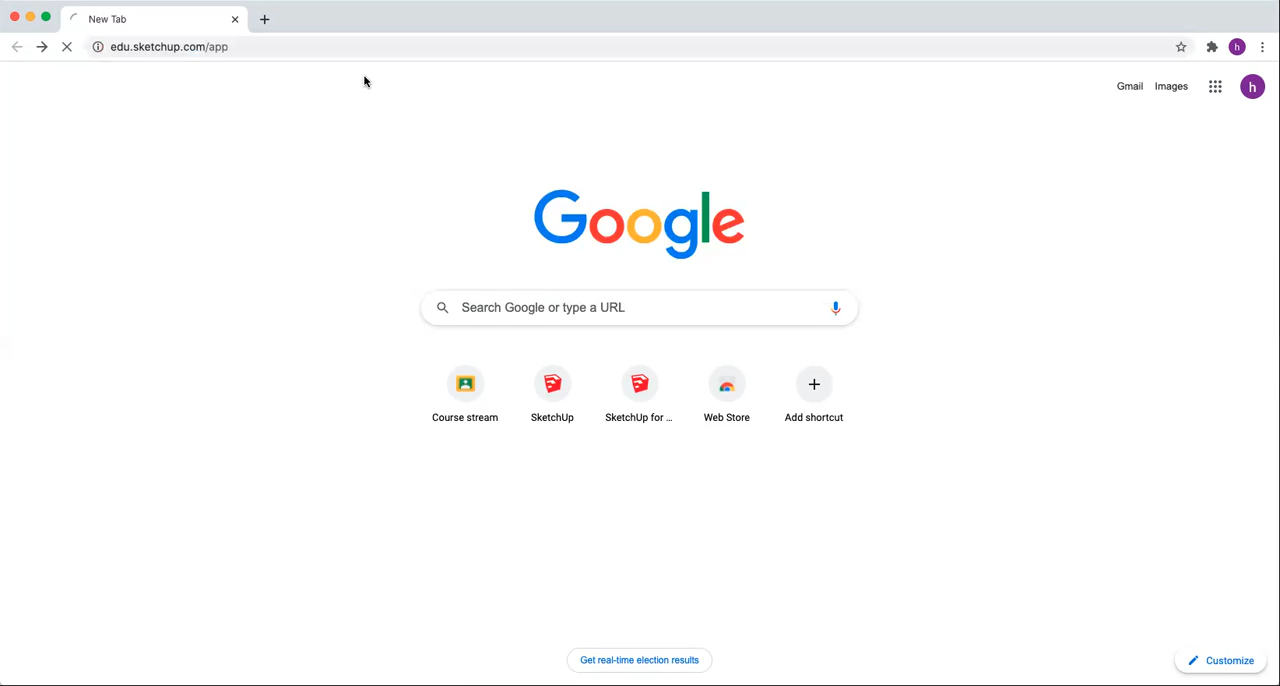 New Tab
edu.sketchup.com/app
h
Gmail
Images
h
Google
Search Google or type a URL
Course stream
SketchUp
SketchUp for ...
Web Store
Add shortcut
Get real-time election results
Customize